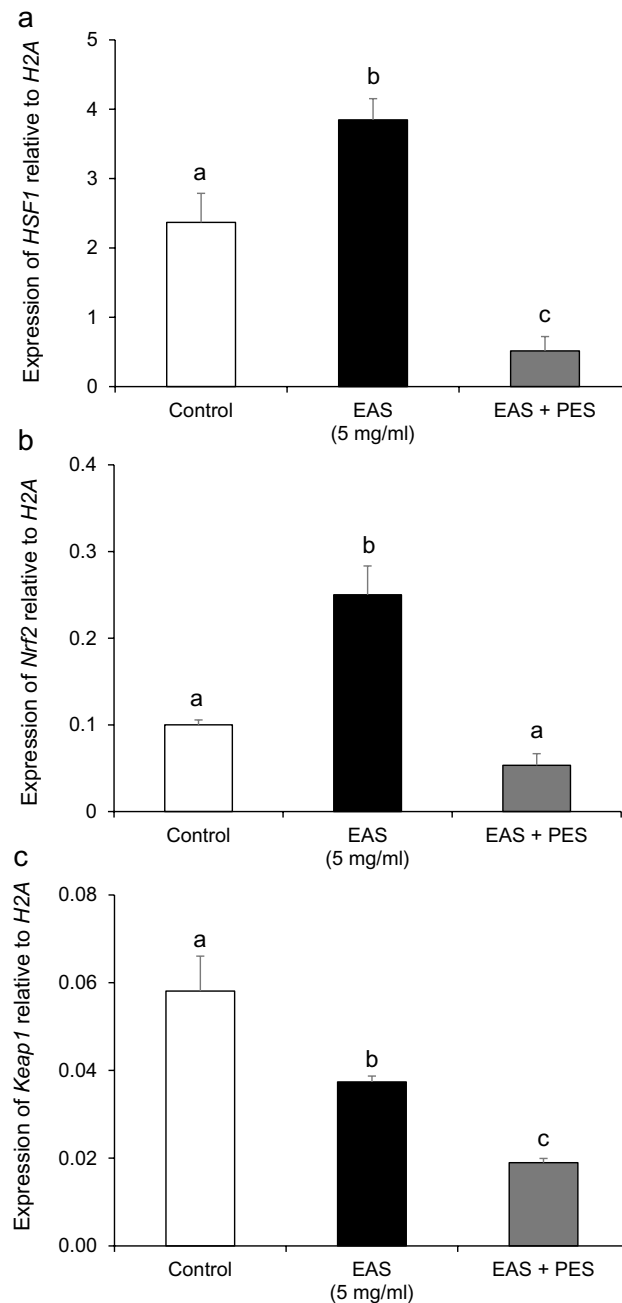 a
Expression of HSF1 relative to H2A
5
4
3
2
1
0
a
b
c
Control
EAS
(5 mg/ml)
EAS + PES
b
Expression of Nrf2 relative to H2A
0.4
0.3
0.2
0.1
0
a
b
a
Control
EAS
(5 mg/ml)
EAS + PES
c
Expression of Keap1 relative to H2A
0.08
0.06
0.04
0.02
0.00
a
b
c
Control
EAS
(5 mg/ml)
EAS + PES